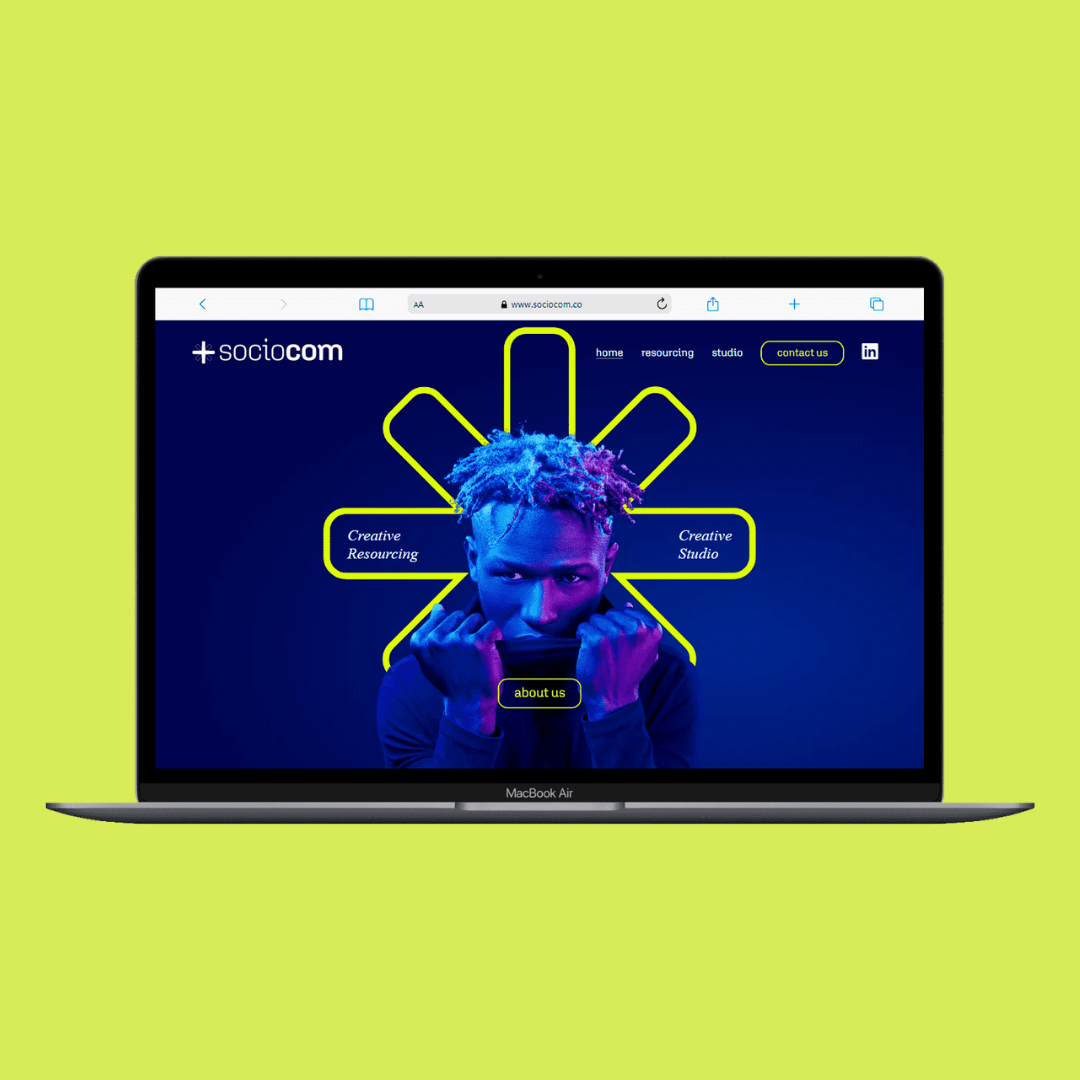 AA
www.sociocom.co
sociocom
home
resourcing
studio
contact us
in
Creative
Resourcing
Creative
Studio
about us
MacBook Air